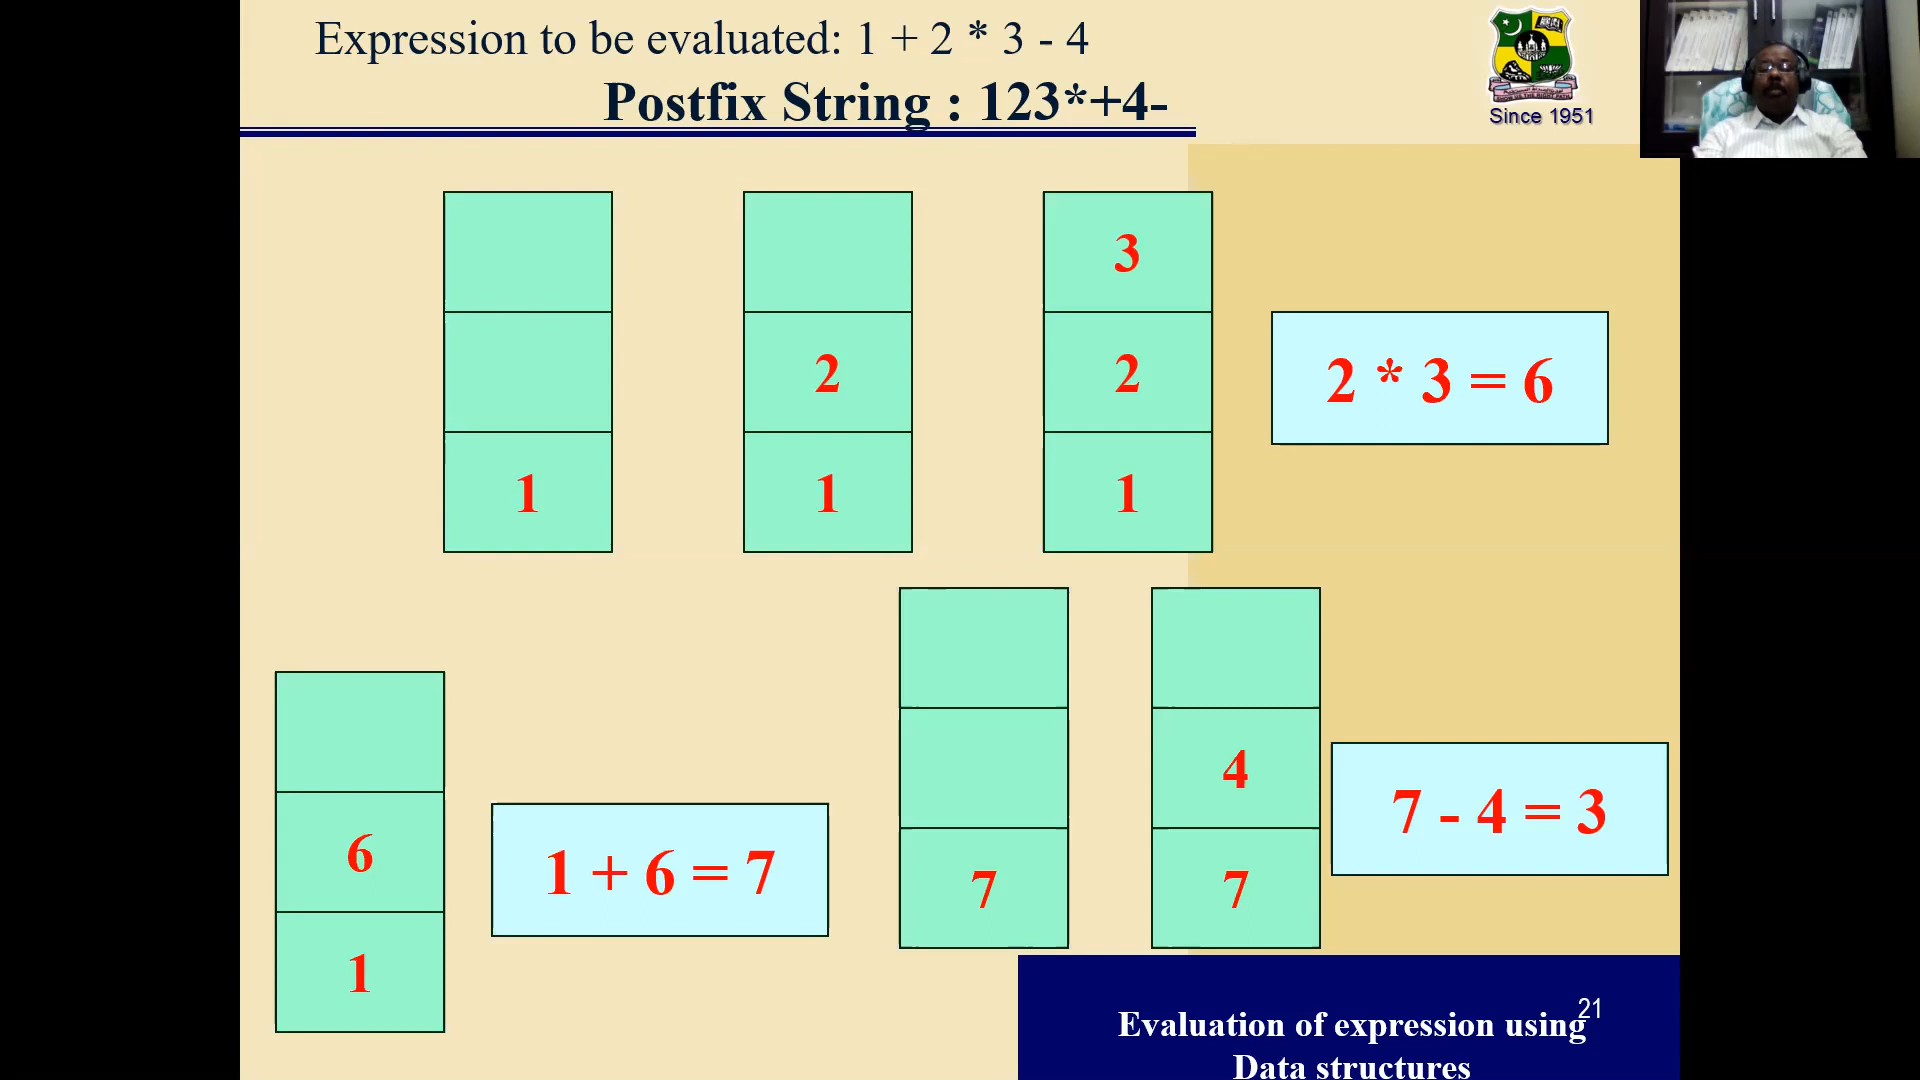 Expression to be evaluated: 1 + 2 * 3 - 4
Postfix String : 123*+4-
Since 1951
3
2
2
2 * 3 = 6
1
1
1
6
4
7 - 4 = 3
1 + 6 = 7
7
7
1
21
Evaluation of expression using
Data structures